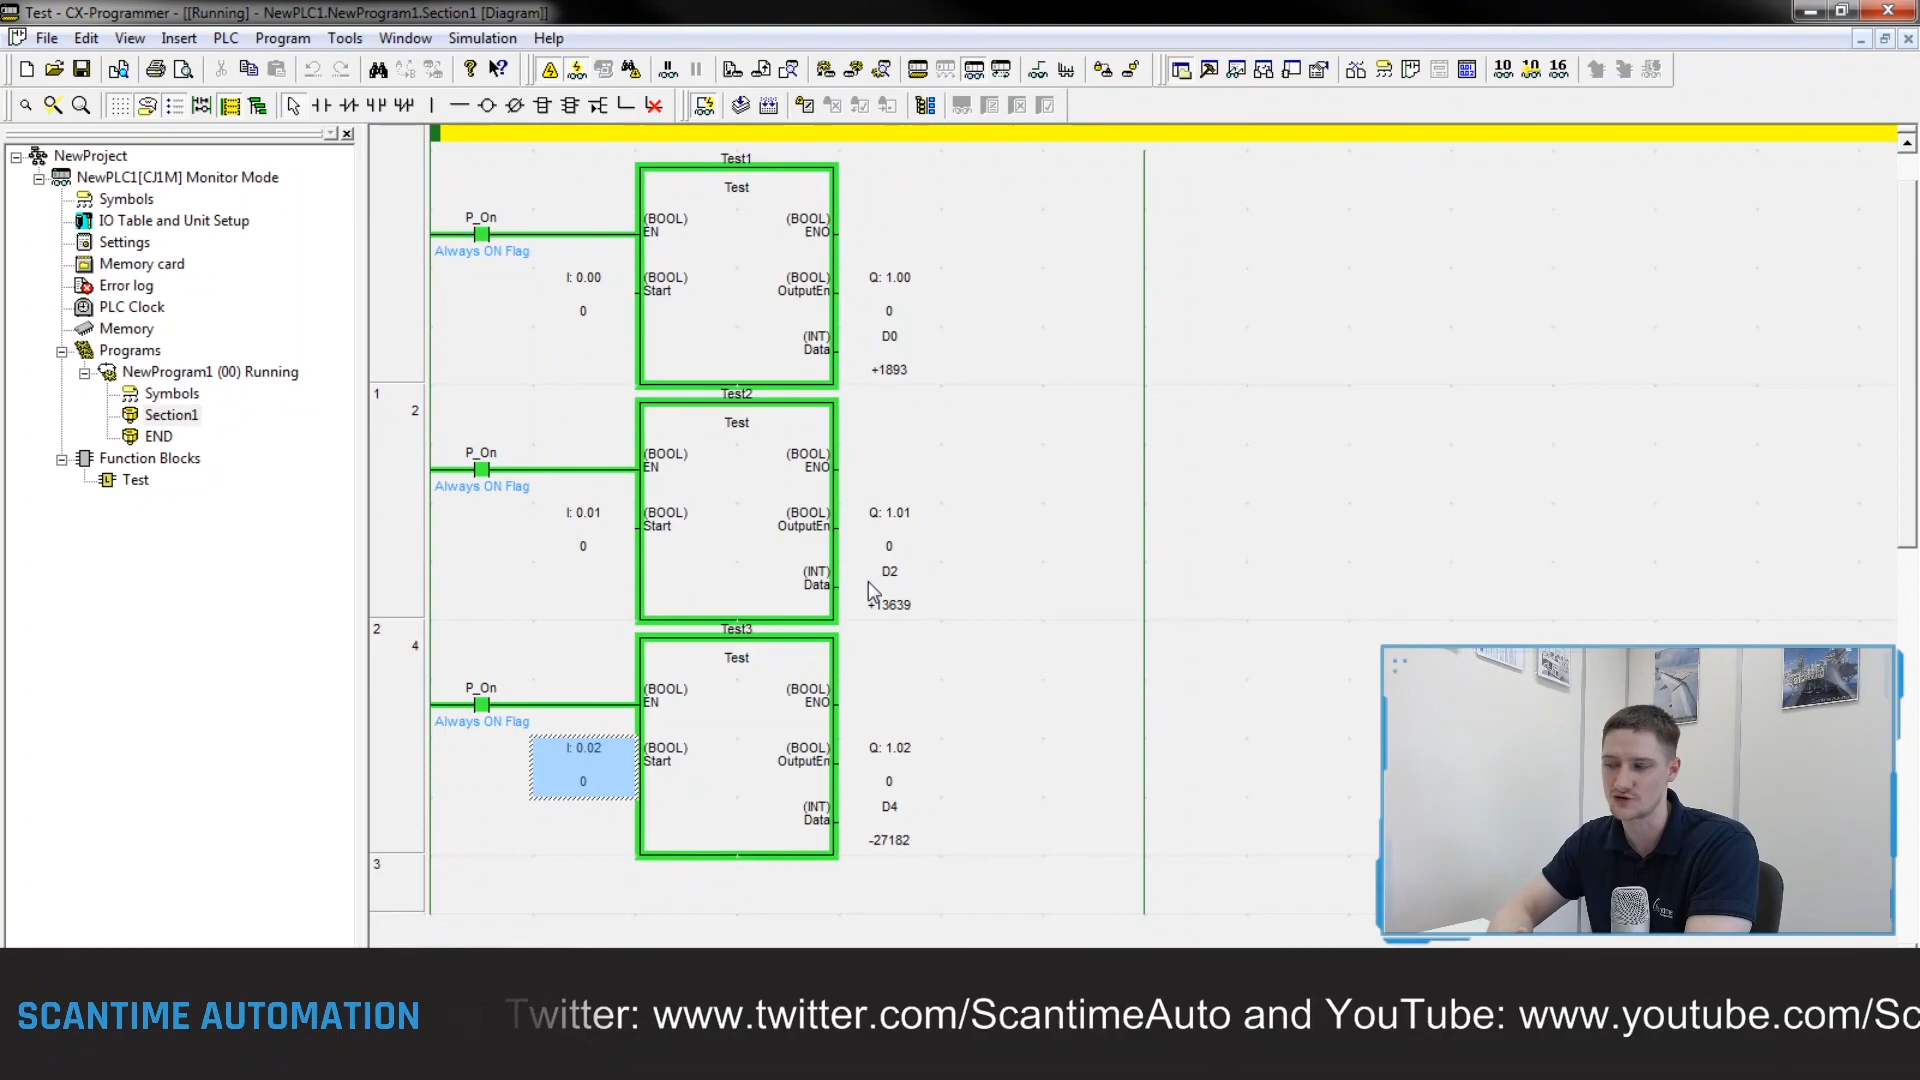 Test - CX-Programmer - [[Running] - NewPLC1.NewProgram1.Section1 [Diagram]]
File Edit View Insert PLC Program Tools Window Simulation Help
10 10 16
NewProject
NewPLC1[CJ1M] Monitor Mode
Symbols
IO Table and Unit Setup
Settings
Memory card
Error log
PLC Clock
Memory
Programs
NewProgram1 (00) Running
Symbols
Section1
END
Function Blocks
Test
Test1
Test
P_On
(BOOL) (BOOL)
EN ENO
Always ON Flag
I: 0.00 (BOOL) (BOOL) Q: 1.00
Start OutputEn
0 0
(INT) D0
Data
+1893
1 Test2
2 Test
P_On
(BOOL) (BOOL)
EN ENO
Always ON Flag
I: 0.01 (BOOL) (BOOL) Q: 1.01
Start OutputEn
0 0
(INT) D2
Data
+13639
2 Test3
4 Test
P_On
(BOOL) (BOOL)
EN ENO
Always ON Flag
I: 0.02 (BOOL) (BOOL) Q: 1.02
Start OutputEn
0 0
(INT) D4
Data
-27182
3
SCANTIME AUTOMATION
Twitter: www.twitter.com/ScantimeAuto and YouTube: www.youtube.com/Sc